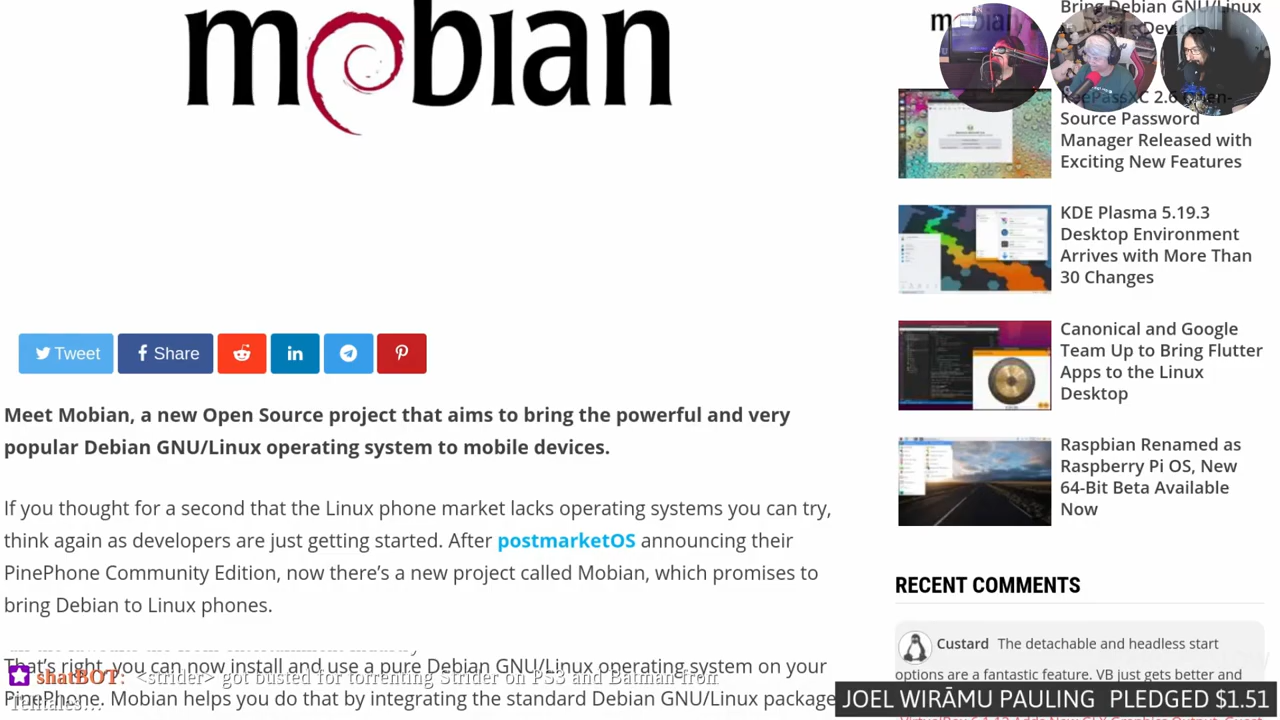 mobian
Tweet
Share
Meet Mobian, a new Open Source project that aims to bring the powerful and very
popular Debian GNU/Linux operating system to mobile devices.
If you thought for a second that the Linux phone market lacks operating systems you can try,
think again as developers are just getting started. After postmarketOS announcing their
PinePhone Community Edition, now there's a new project called Mobian, which promises to
bring Debian to Linux phones.
That's right, you can now install and use a pure Debian GNU/Linux operating system on your
PinePhone. Mobian helps you do that by integrating the standard Debian GNU/Linux package
shatBOT: <strider> got busted for torrenting Strider on PS3 and Batman from
Telltales...
Bring Debian GNU/Linux
Devices
KeePassXC 2.6 Open-
Source Password
Manager Released with
Exciting New Features
KDE Plasma 5.19.3
Desktop Environment
Arrives with More Than
30 Changes
Canonical and Google
Team Up to Bring Flutter
Apps to the Linux
Desktop
Raspbian Renamed as
Raspberry Pi OS, New
64-Bit Beta Available
Now
RECENT COMMENTS
Custard The detachable and headless start
options are a fantastic feature. VB just gets better and
JOEL WIRĀMU PAULING PLEDGED $1.51